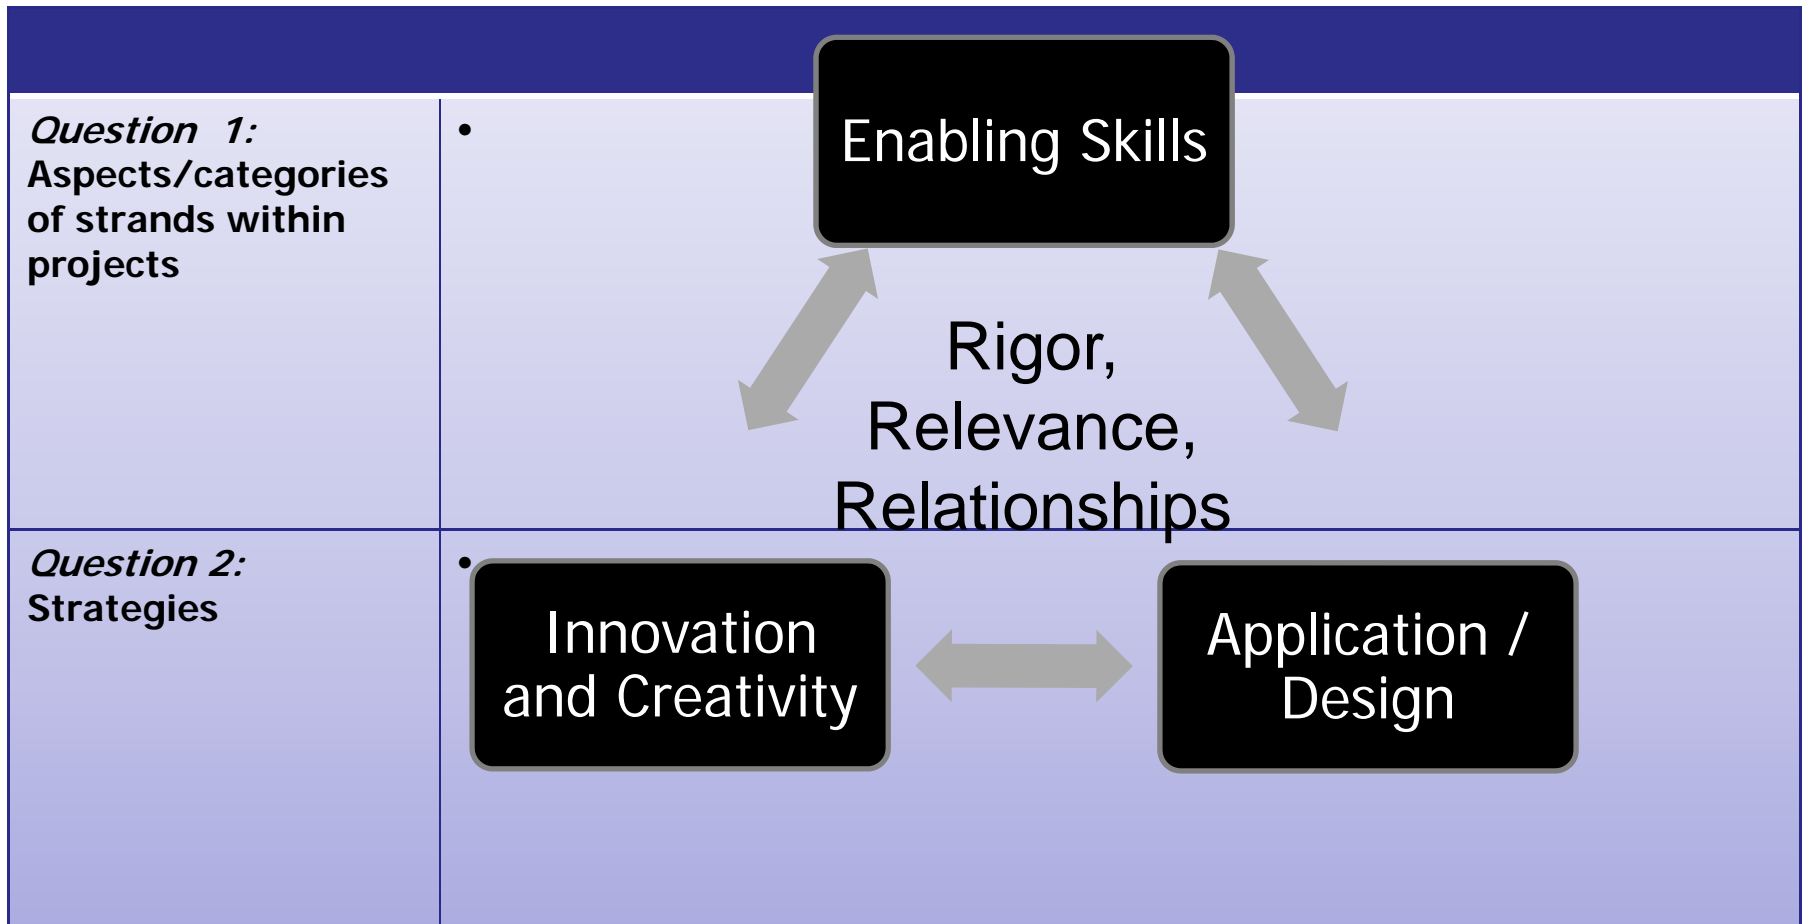 Question 1:
Aspects/categories
of strands within
projects
•
Enabling Skills
Rigor,
Relevance,
Relationships
Question 2:
Strategies
•
Innovation
and Creativity
Application /
Design